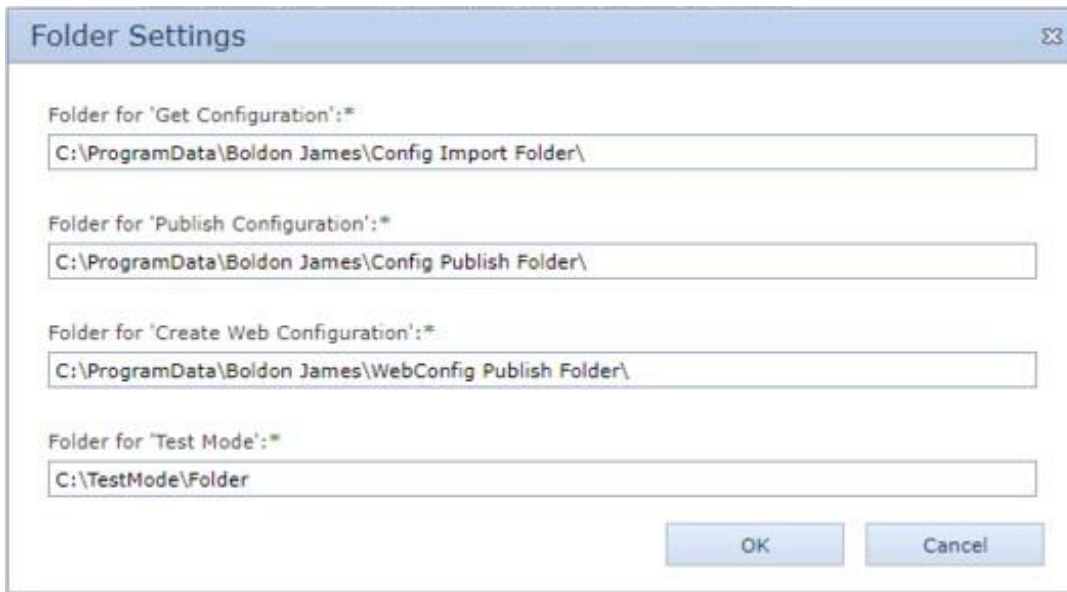 Folder Settings
Folder for 'Get Configuration':*
C:\ProgramData\Boldon James\Config Import Folder\
Folder for 'Publish Configuration':*
C:\ProgramData\Boldon James\Config Publish Folder\
Folder for 'Create Web Configuration':*
C:\ProgramData\Boldon James\WebConfig Publish Folder\
Folder for 'Test Mode':*
C:\TestMode\Folder
OK Cancel